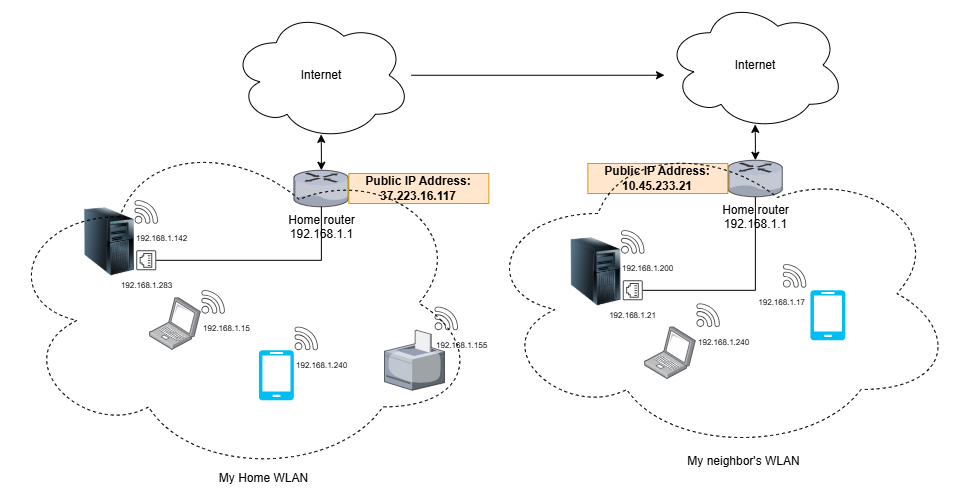 Internet
Internet
Public IP Address:
37.223.16.117
Home router
192.168.1.1
Public IP Address:
10.45.233.21
Home router
192.168.1.1
192.168.1.142
192.168.1.283
192.168.1.15
192.168.1.240
192.168.1.155
My Home WLAN
192.168.1.200
192.168.1.21
192.168.1.17
192.168.1.240
My neighbor's WLAN